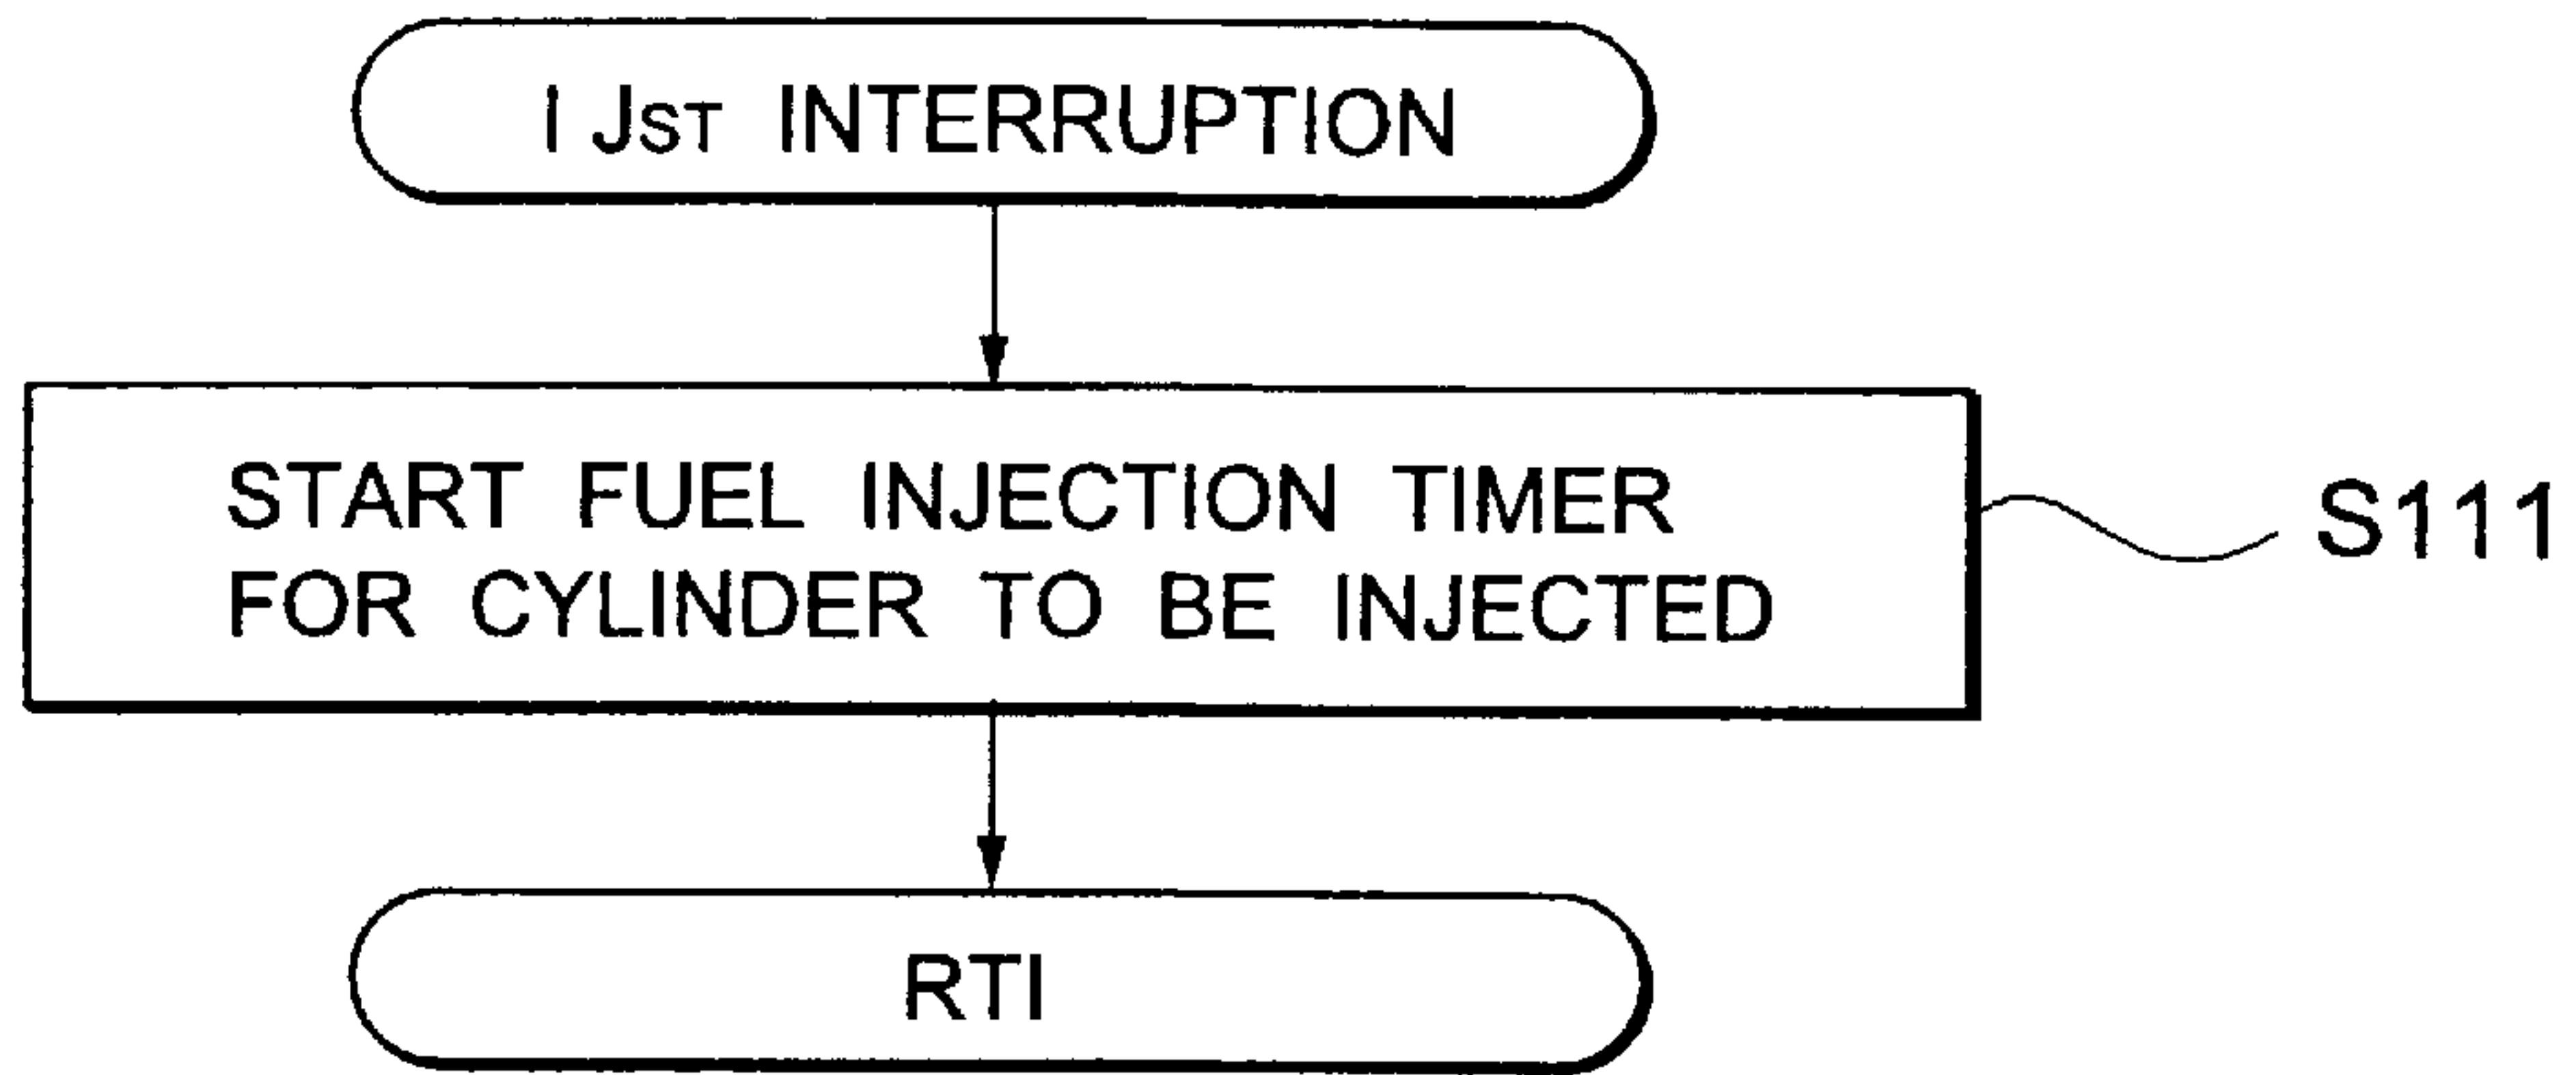 I JST INTERRUPTION
START FUEL INJECTION TIMER
FOR CYLINDER TO BE INJECTED
S111
RTI